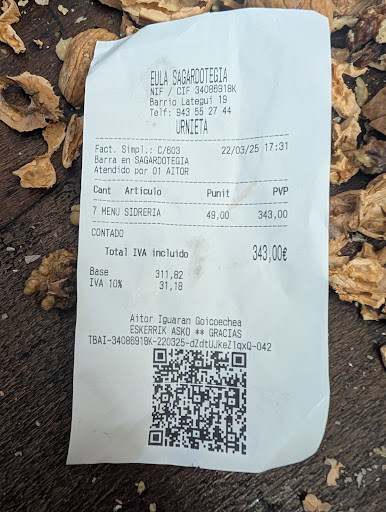 EULA SAGARDOTEGIA
NIF / CIF 34086918K
Barrio Lategui 19
Telf: 943 55 27 44
URNIETA
Fact. Simpl.: C/603 22/03/25 17:31
Barra en SAGARDOTEGIA
Atendido por 01 AITOR
Cant Articulo Punit PVP
7 MENU SIDRERIA 49,00 343,00
CONTADO
Total IVA incluido 343,00€
Base 311,82
IVA 10% 31,18
Aitor Iguaran Goicoechea
ESKERRIK ASKO ** GRACIAS
TBAI-34086918K-220325-dZdtUJkeZ1qxQ-042